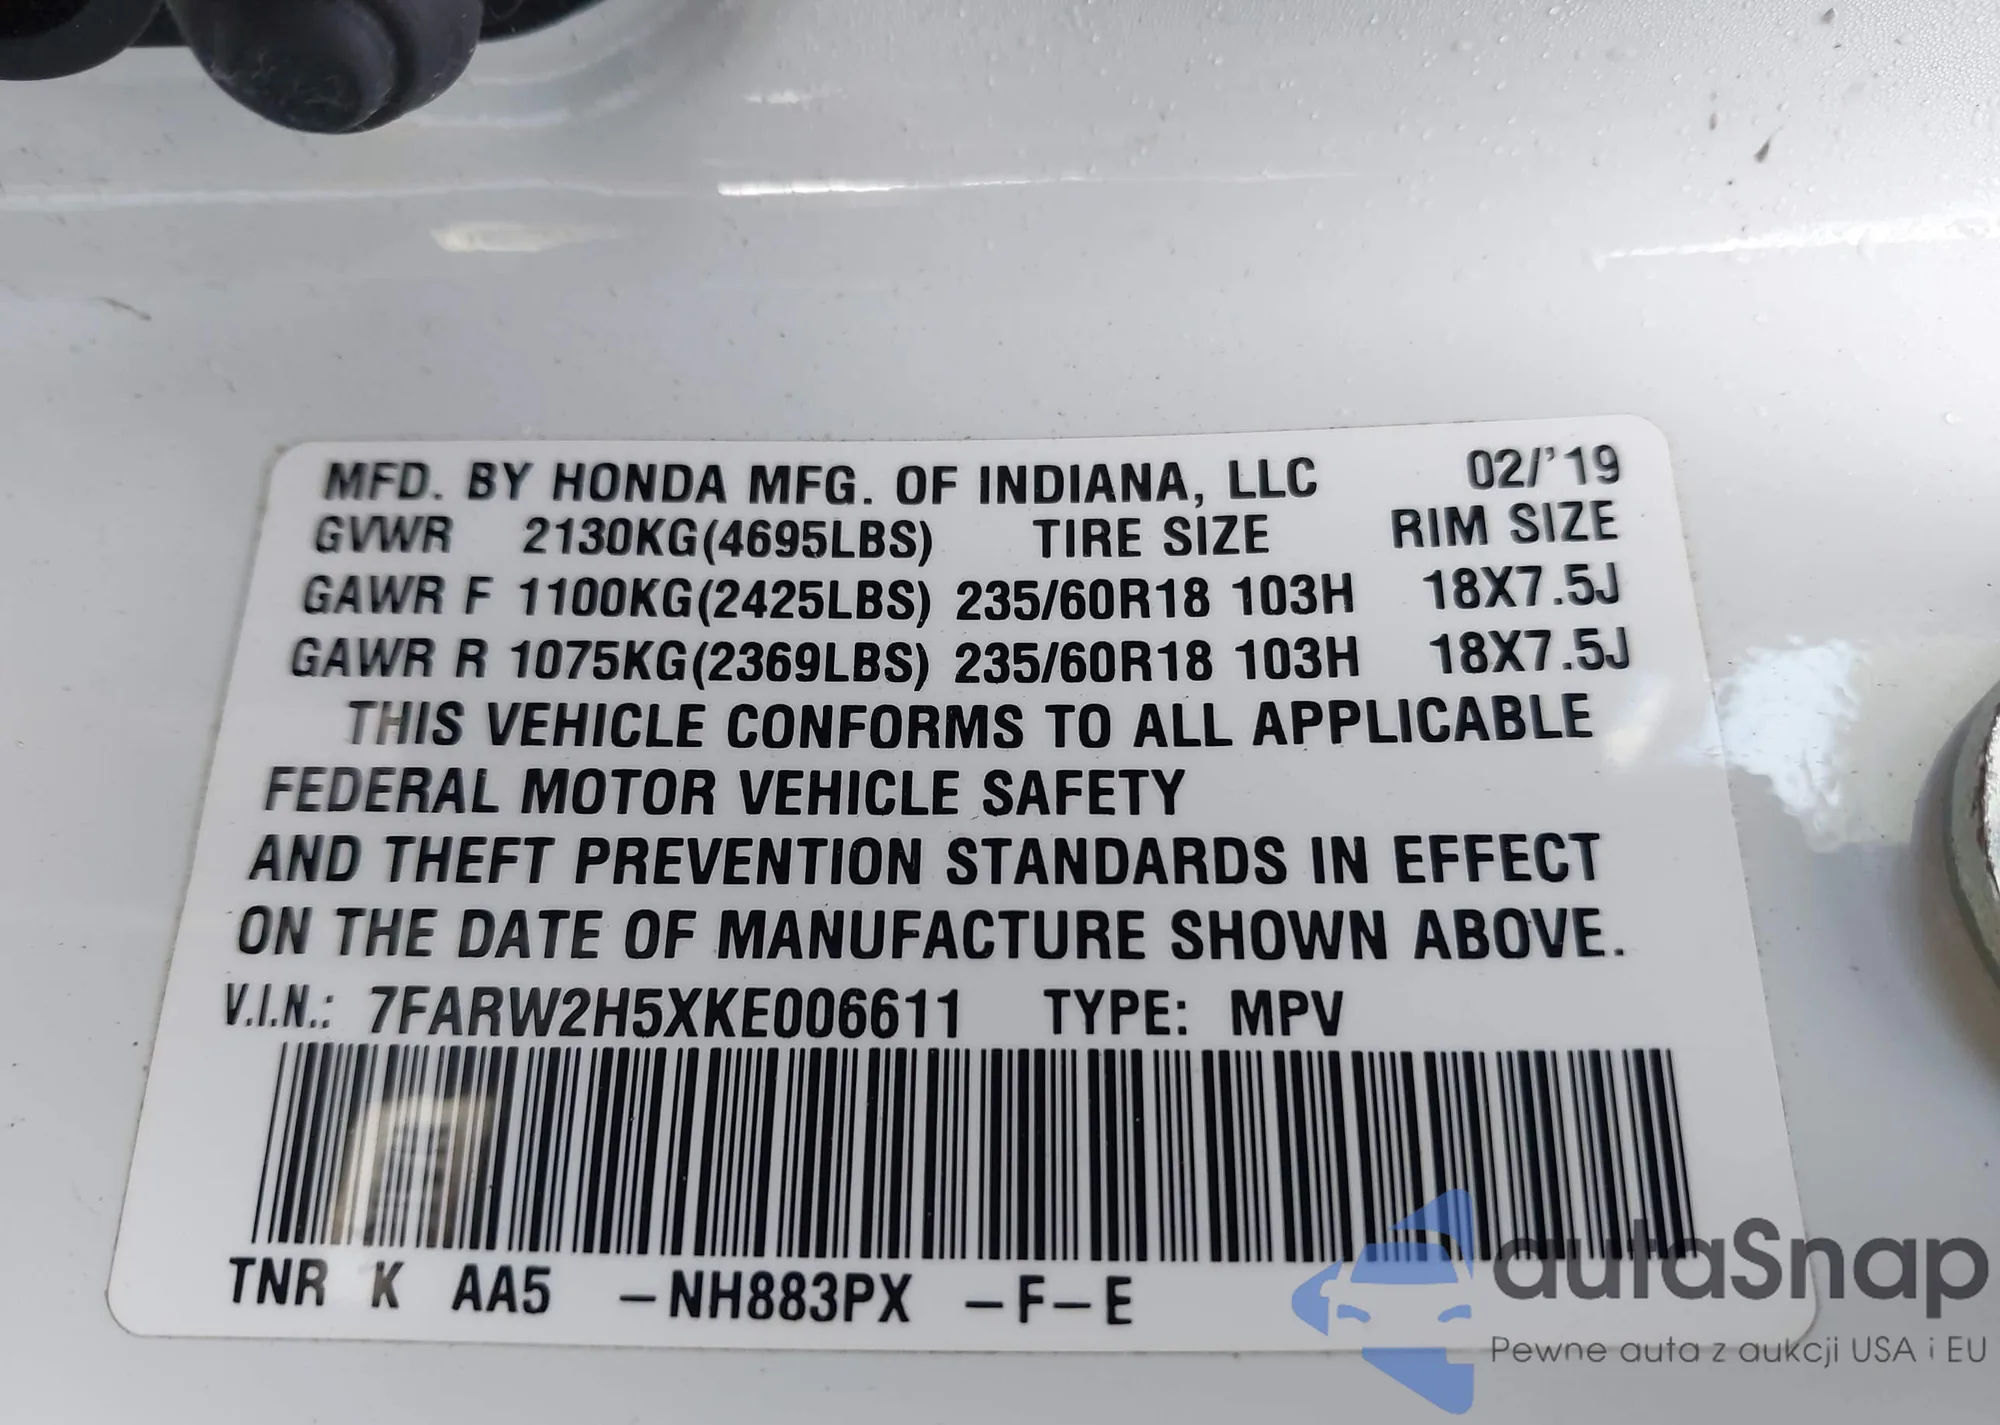 MFD. BY HONDA MFG. OF INDIANA, LLC 02/'19
GVWR 2130KG(4695LBS) TIRE SIZE RIM SIZE
GAWR F 1100KG(2425LBS) 235/60R18 103H 18X7.5J
GAWR R 1075KG(2369LBS) 235/60R18 103H 18X7.5J
THIS VEHICLE CONFORMS TO ALL APPLICABLE
FEDERAL MOTOR VEHICLE SAFETY
AND THEFT PREVENTION STANDARDS IN EFFECT
ON THE DATE OF MANUFACTURE SHOWN ABOVE.
V.I.N.: 7FARW2H5XKE006611 TYPE: MPV
TNR K AA5 –NH883PX –F–E
autaSnap
Pewne auta z aukcji USA i EU